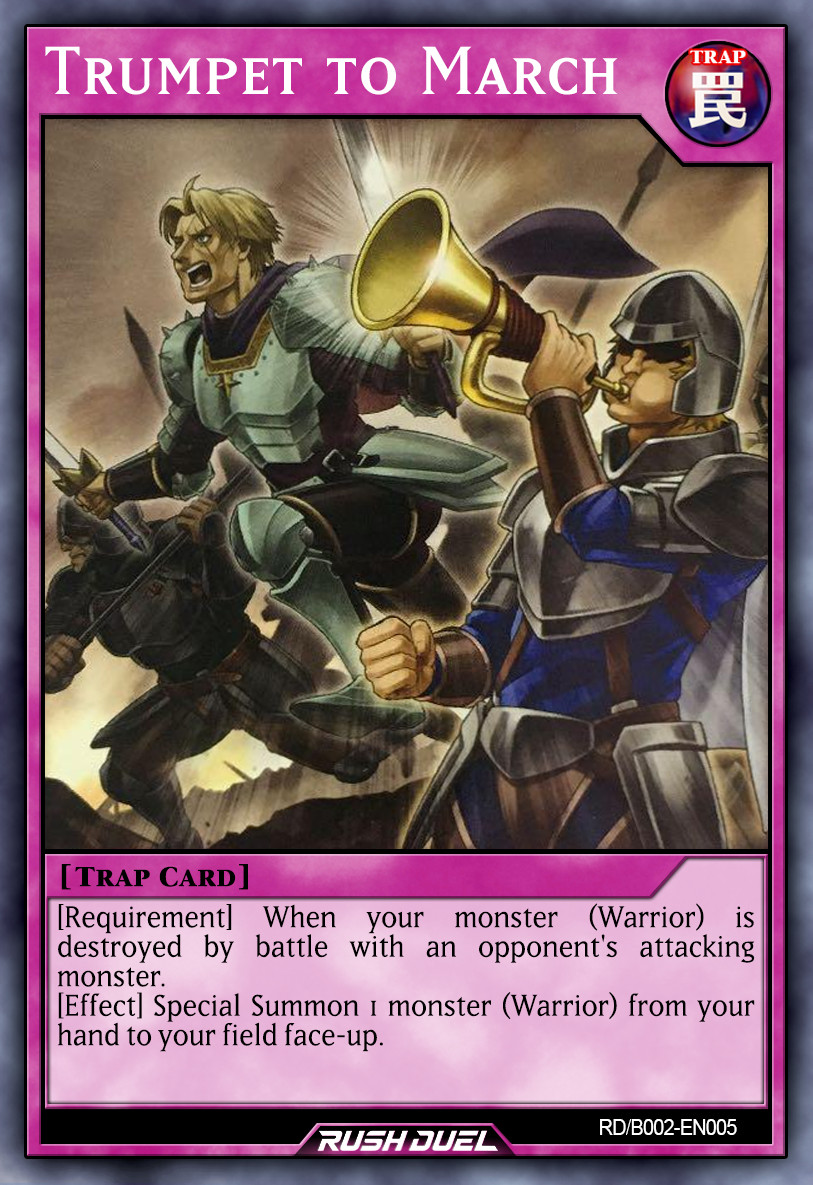 TRUMPET TO MARCH
TRAP
罠
[TRAP CARD]
[Requirement] When your monster (Warrior) is
destroyed by battle with an opponent's attacking
monster.
[Effect] Special Summon 1 monster (Warrior) from your
hand to your field face-up.
RD/B002-EN005
RUSH DUEL